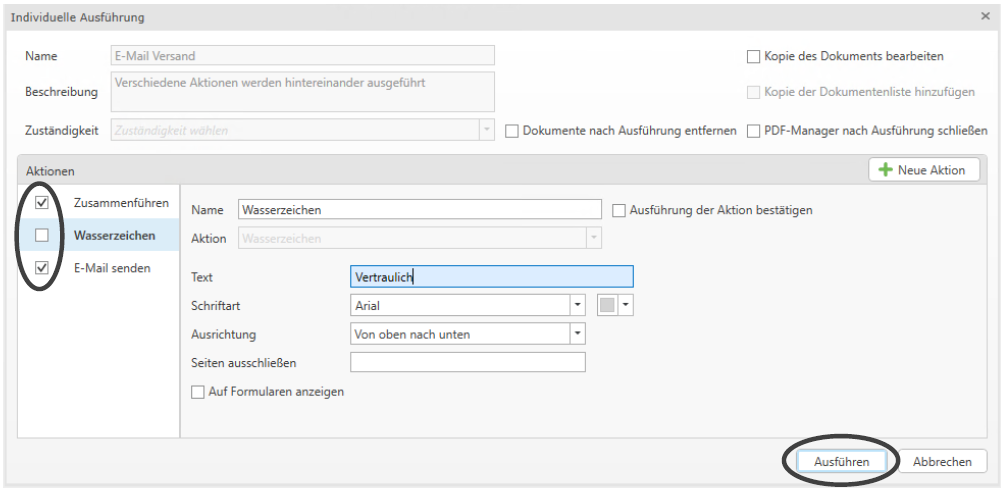 Individuelle Ausführung
Name E-Mail Versand Kopie des Dokuments bearbeiten
Beschreibung Verschiedene Aktionen werden hintereinander ausgeführt Kopie der Dokumentenliste hinzufügen
Zuständigkeit Zuständigkeit wählen Dokumente nach Ausführung entfernen PDF-Manager nach Ausführung schließen
Aktionen Neue Aktion
Zusammenführen
Wasserzeichen
E-Mail senden
Name Wasserzeichen Ausführung der Aktion bestätigen
Aktion Wasserzeichen
Text Vertraulich
Schriftart Arial
Ausrichtung Von oben nach unten
Seiten ausschließen
Auf Formularen anzeigen
Ausführen Abbrechen